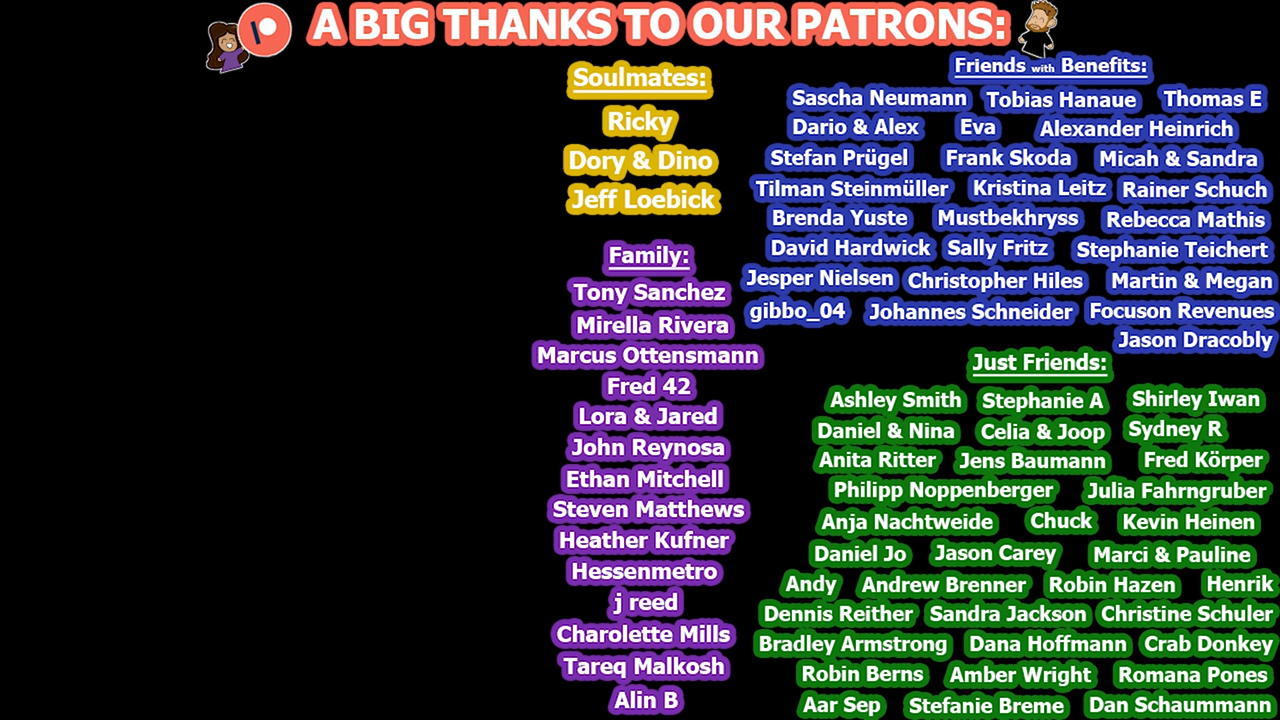 A BIG THANKS TO OUR PATRONS:
Soulmates:
Ricky
Dory & Dino
Jeff Loebick
Family:
Tony Sanchez
Mirella Rivera
Marcus Ottensmann
Fred 42
Lora & Jared
John Reynosa
Ethan Mitchell
Steven Matthews
Heather Kufner
Hessenmetro
j reed
Charolette Mills
Tareq Malkosh
Alin B
Friends with Benefits:
Sascha Neumann Tobias Hanaue Thomas E
Dario & Alex Eva Alexander Heinrich
Stefan Prügel Frank Skoda Micah & Sandra
Tilman Steinmüller Kristina Leitz Rainer Schuch
Brenda Yuste Mustbekhryss Rebecca Mathis
David Hardwick Sally Fritz Stephanie Teichert
Jesper Nielsen Christopher Hiles Martin & Megan
gibbo_04 Johannes Schneider Focuson Revenues
Jason Dracobly
Just Friends:
Ashley Smith Stephanie A Shirley Iwan
Daniel & Nina Celia & Joop Sydney R
Anita Ritter Jens Baumann Fred Körper
Philipp Noppenberger Julia Fahrngruber
Anja Nachtweide Chuck Kevin Heinen
Daniel Jo Jason Carey Marci & Pauline
Andy Andrew Brenner Robin Hazen Henrik
Dennis Reither Sandra Jackson Christine Schuler
Bradley Armstrong Dana Hoffmann Crab Donkey
Robin Berns Amber Wright Romana Pones
Aar Sep Stefanie Breme Dan Schaummann